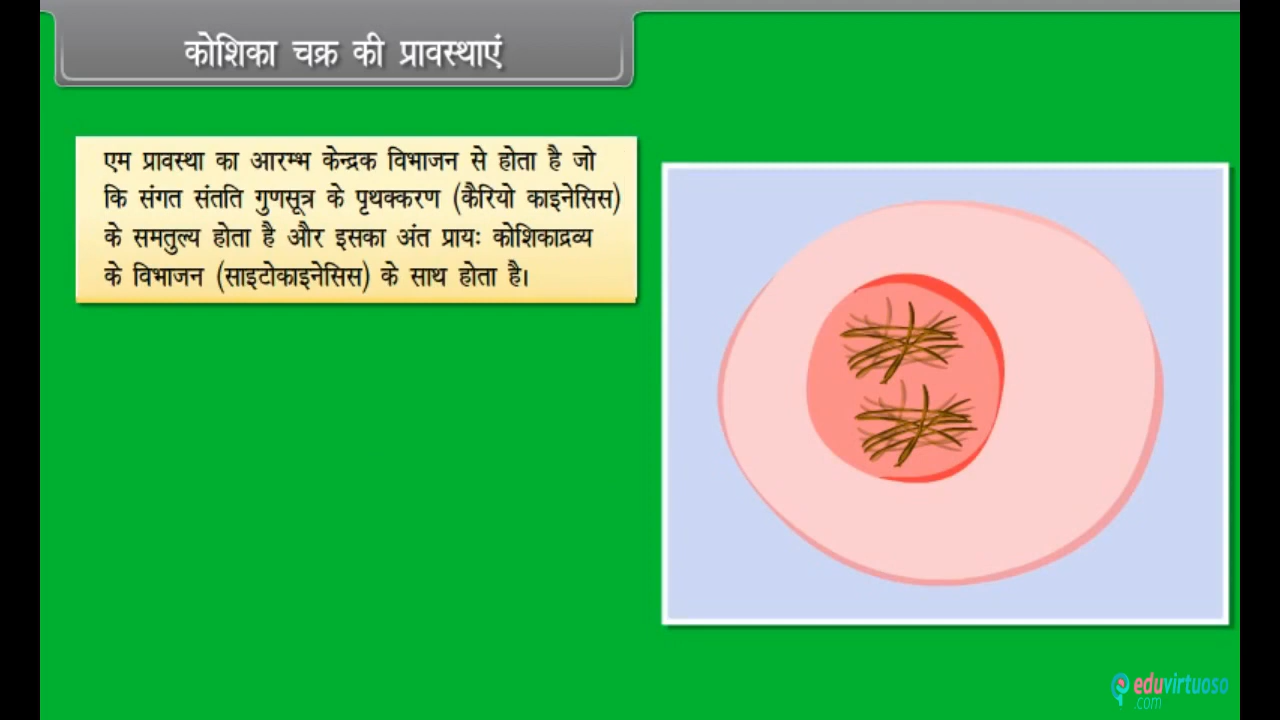 कोशिका चक्र की प्रावस्थाएं
एम प्रावस्था का आरम्भ केन्द्रक विभाजन से होता है जो
कि संगत संतति गुणसूत्र के पृथक्करण (कैरियो काइनेसिस)
के समतुल्य होता है और इसका अंत प्रायः कोशिकाद्रव्य
के विभाजन (साइटोकाइनेसिस) के साथ होता है।
eduvirtuoso
.com